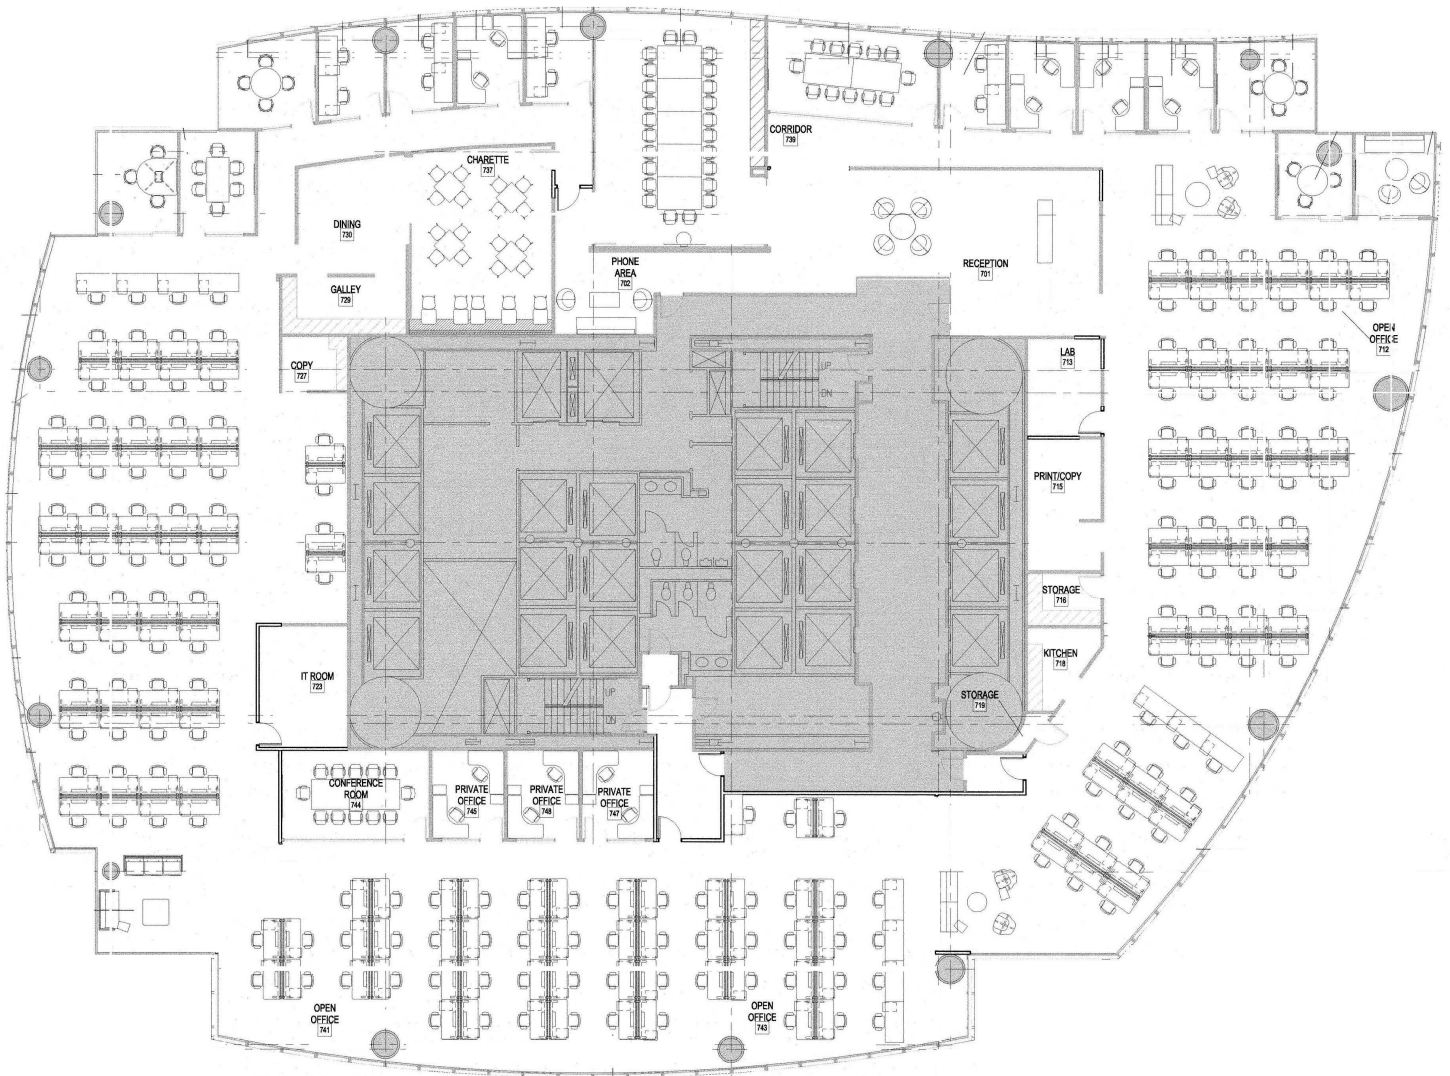 CORRIDOR
739
CHARETTE
737
DINING
730
PHONE
AREA
702
RECEPTION
701
GALLEY
729
OPEN
OFFICE
712
LAB
713
COPY
727
UP
DN
PRINT/COPY
715
STORAGE
716
KITCHEN
718
IT ROOM
723
STORAGE
719
UP
DN
CONFERENCE
ROOM
744
PRIVATE
OFFICE
745
PRIVATE
OFFICE
748
PRIVATE
OFFICE
747
OPEN
OFFICE
741
OPEN
OFFICE
743